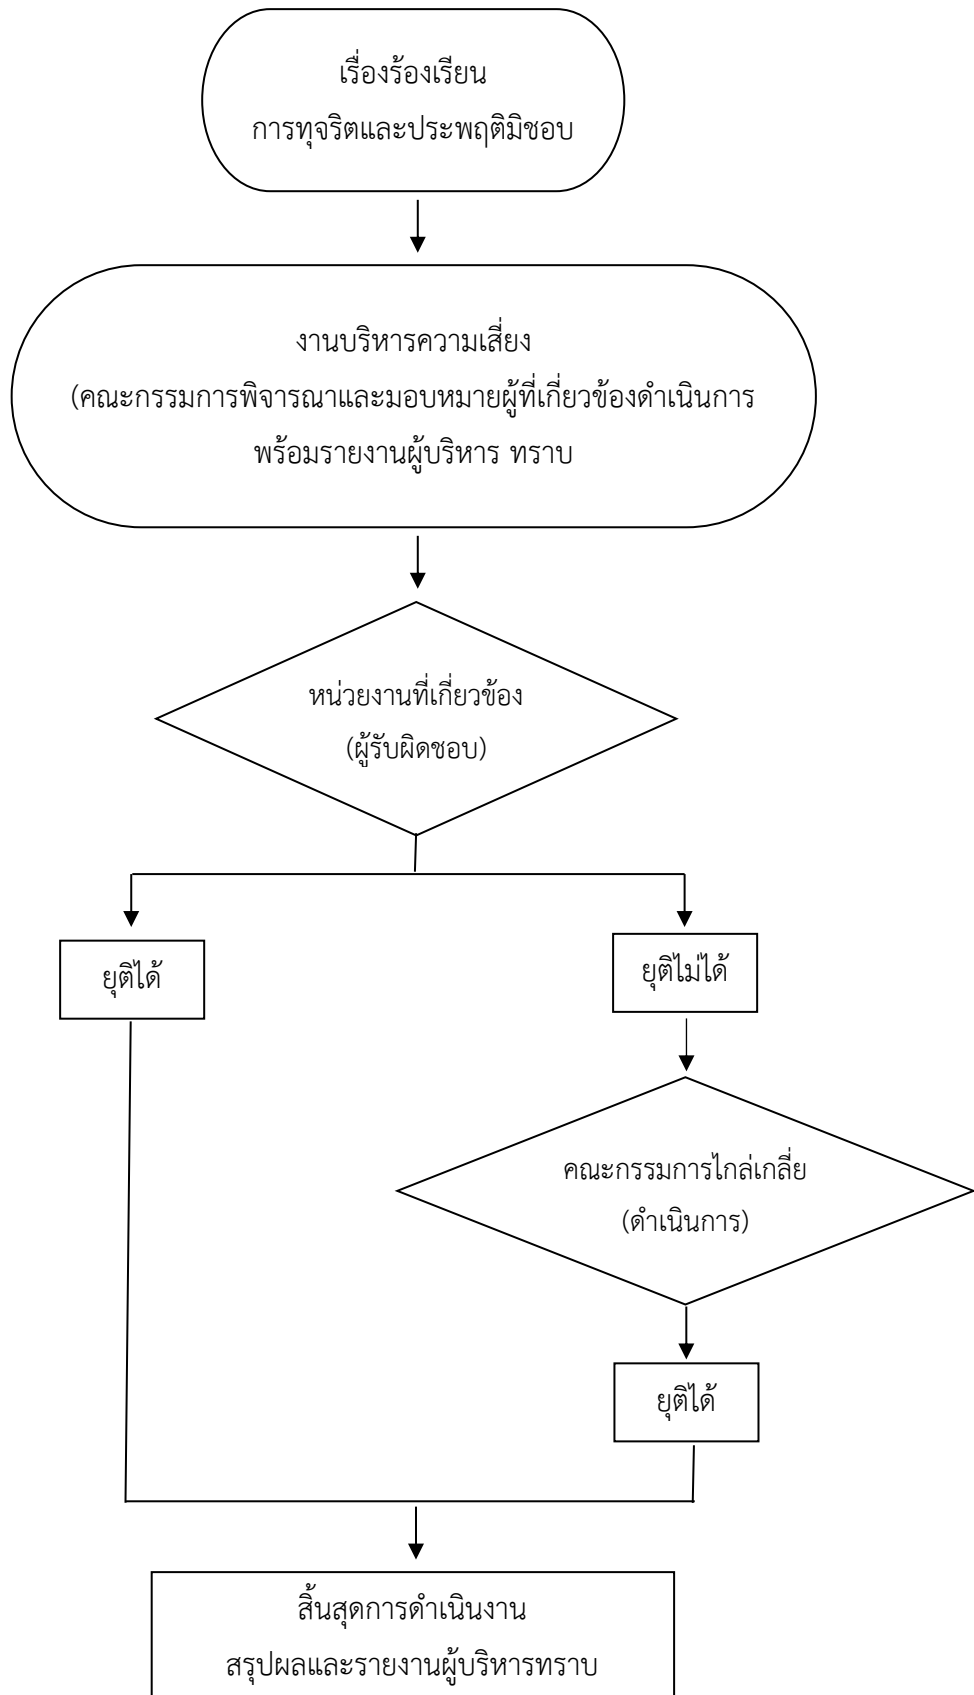 เรื่องร้องเรียน
การทุจริตและประพฤติมิชอบ
งานบริหารความเสี่ยง
(คณะกรรมการพิจารณาและมอบหมายผู้ที่เกี่ยวข้องดำเนินการ
พร้อมรายงานผู้บริหาร ทราบ
หน่วยงานที่เกี่ยวข้อง
(ผู้รับผิดชอบ)
ยุติได้
ยุติไม่ได้
คณะกรรมการไกล่เกลี่ย
(ดำเนินการ)
ยุติได้
สิ้นสุดการดำเนินงาน
สรุปผลและรายงานผู้บริหารทราบ